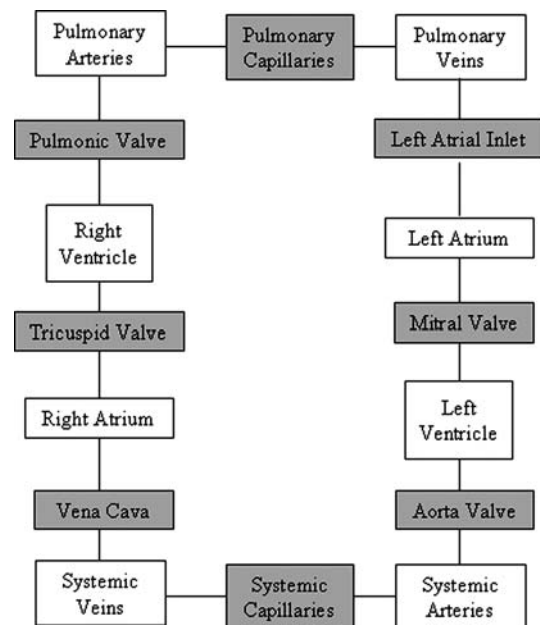 Pulmonary
Arteries
Pulmonary
Capillaries
Pulmonary
Veins
Pulmonic Valve
Left Atrial Inlet
Right
Ventricle
Left Atrium
Tricuspid Valve
Mitral Valve
Right Atrium
Left
Ventricle
Vena Cava
Aorta Valve
Systemic
Veins
Systemic
Capillaries
Systemic
Arteries